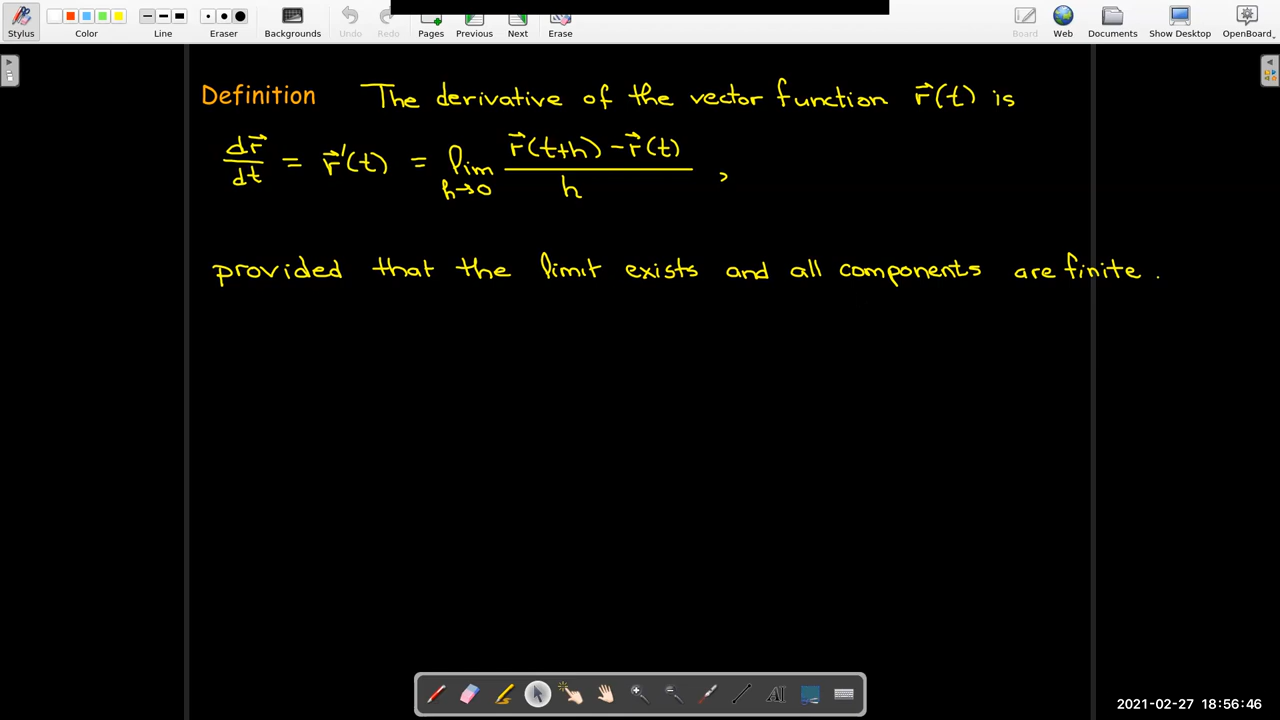 Stylus Color Line Eraser Backgrounds Undo Redo Pages Previous Next Erase Board Web Documents Show Desktop OpenBoard
Definition The derivative of the vector function r⃗(t) is
dr⃗/dt = r⃗'(t) = lim h→0 (r⃗(t+h) − r⃗(t))/h ,
provided that the limit exists and all components are finite.
2021-02-27 18:56:46